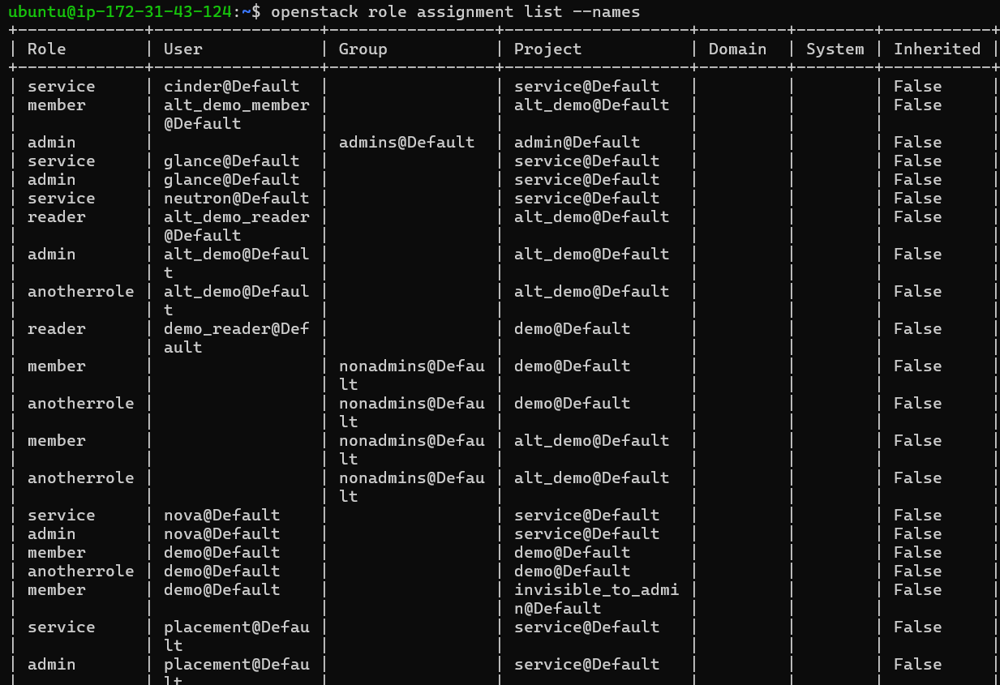 ubuntu@ip-172-31-43-124:~$ openstack role assignment list --names
+-------------+-----------------+-----------------+-------------------+---------+--------+-----------+
| Role | User | Group | Project | Domain | System | Inherited |
+-------------+-----------------+-----------------+-------------------+---------+--------+-----------+
| service | cinder@Default | | service@Default | | | False |
| member | alt_demo_member | | alt_demo@Default | | | False |
| | @Default | | | | | |
| admin | | admins@Default | admin@Default | | | False |
| service | glance@Default | | service@Default | | | False |
| admin | glance@Default | | service@Default | | | False |
| service | neutron@Default | | service@Default | | | False |
| reader | alt_demo_reader | | alt_demo@Default | | | False |
| | @Default | | | | | |
| admin | alt_demo@Defaul | | alt_demo@Default | | | False |
| | t | | | | | |
| anotherrole | alt_demo@Defaul | | alt_demo@Default | | | False |
| | t | | | | | |
| reader | demo_reader@Def | | demo@Default | | | False |
| | ault | | | | | |
| member | | nonadmins@Defau | demo@Default | | | False |
| | | lt | | | | |
| anotherrole | | nonadmins@Defau | demo@Default | | | False |
| | | lt | | | | |
| member | | nonadmins@Defau | alt_demo@Default | | | False |
| | | lt | | | | |
| anotherrole | | nonadmins@Defau | alt_demo@Default | | | False |
| | | lt | | | | |
| service | nova@Default | | service@Default | | | False |
| admin | nova@Default | | service@Default | | | False |
| member | demo@Default | | demo@Default | | | False |
| anotherrole | demo@Default | | demo@Default | | | False |
| member | demo@Default | | invisible_to_admi | | | False |
| | | | n@Default | | | |
| service | placement@Defau | | service@Default | | | False |
| | lt | | | | | |
| admin | placement@Defau | | service@Default | | | False |
| | lt | | | | | |